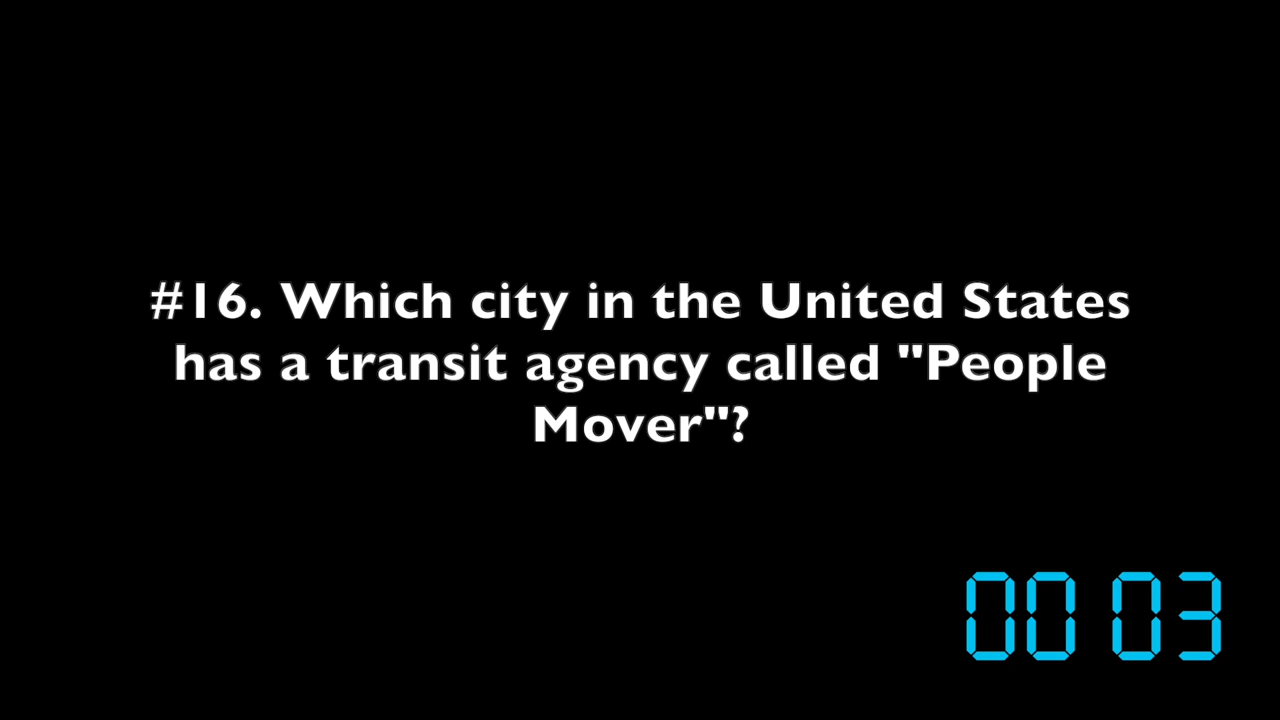 #16. Which city in the United States
has a transit agency called "People
Mover"?
00 03